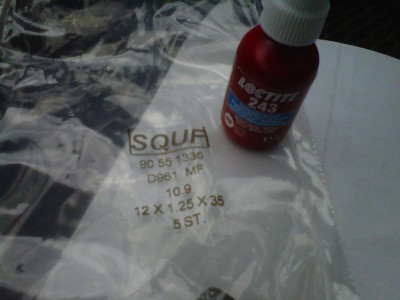 LOCTITE
243
SQUF
90 55 1335
D961 MF
10.9
12 X 1.25 X 35
5 ST.